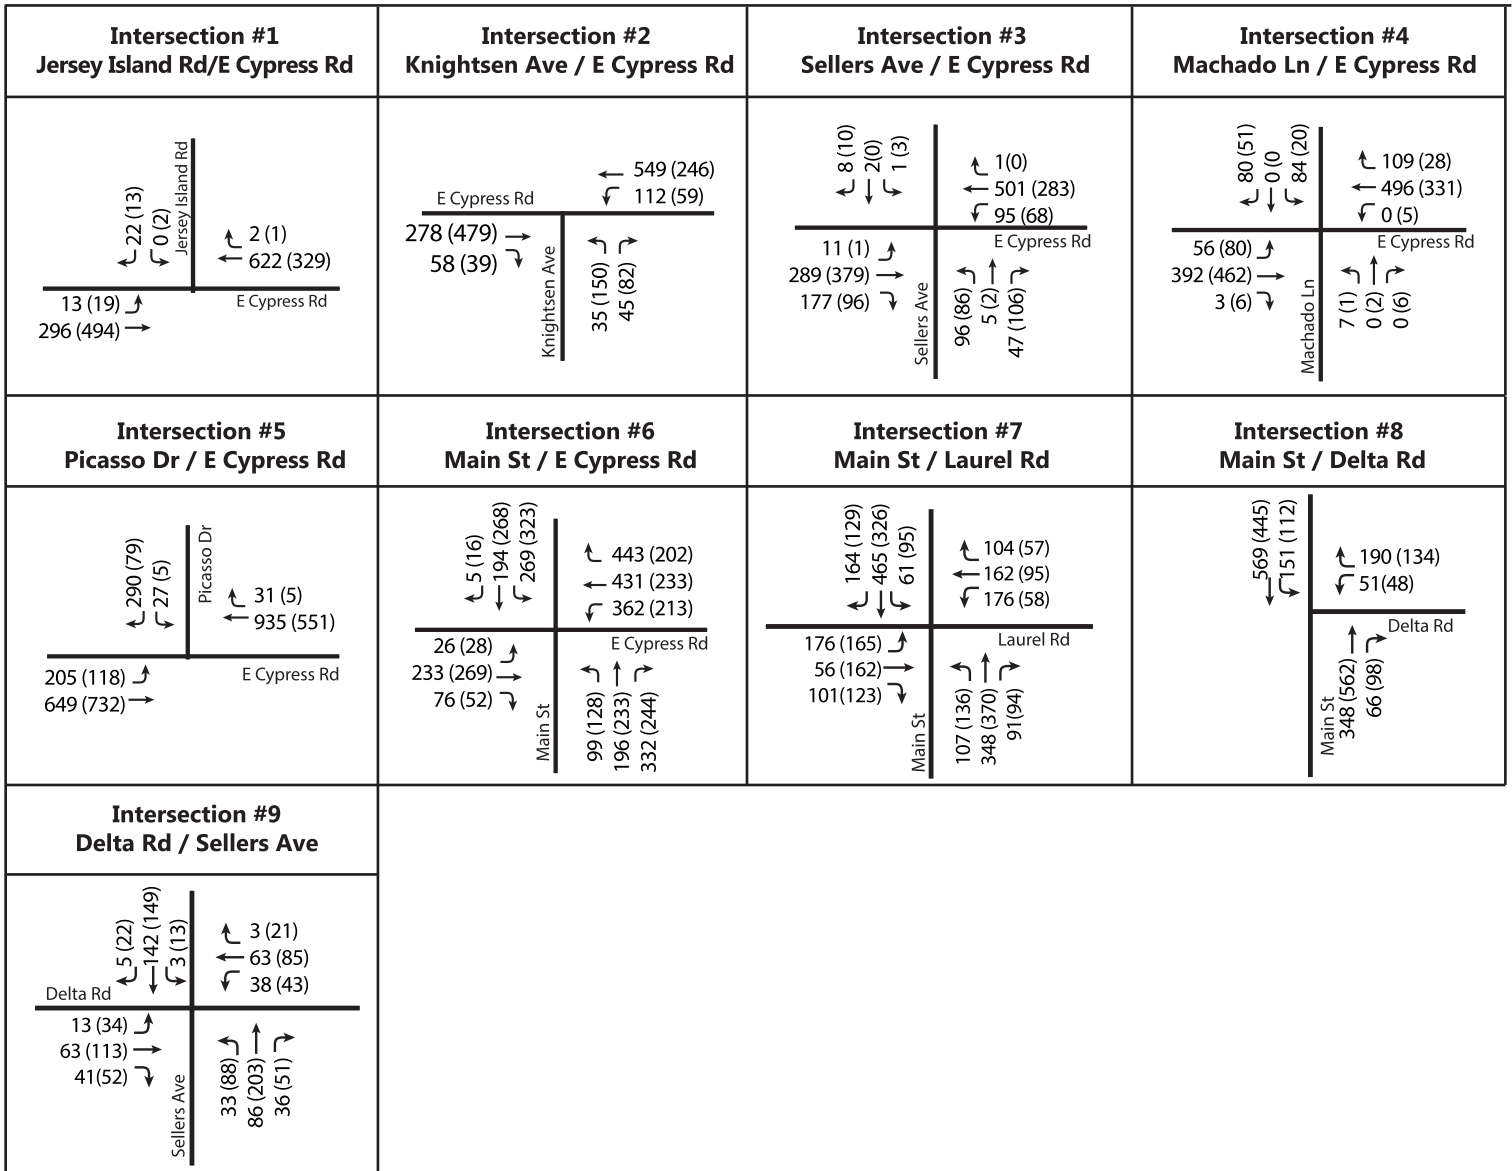 Intersection #1
Jersey Island Rd/E Cypress Rd
22 (13)
0 (2)
Jersey Island Rd
2 (1)
622 (329)
E Cypress Rd
13 (19)
296 (494)
Intersection #2
Knightsen Ave / E Cypress Rd
549 (246)
112 (59)
E Cypress Rd
278 (479)
58 (39)
Knightsen Ave
35 (150)
45 (82)
Intersection #3
Sellers Ave / E Cypress Rd
8 (10)
2(0)
1 (3)
1(0)
501 (283)
95 (68)
E Cypress Rd
11 (1)
289 (379)
177 (96)
Sellers Ave
96 (86)
5 (2)
47 (106)
Intersection #4
Machado Ln / E Cypress Rd
80 (51)
0 (0
84 (20)
109 (28)
496 (331)
0 (5)
E Cypress Rd
56 (80)
392 (462)
3 (6)
Machado Ln
7 (1)
0 (2)
0 (6)
Intersection #5
Picasso Dr / E Cypress Rd
290 (79)
27 (5)
Picasso Dr
31 (5)
935 (551)
E Cypress Rd
205 (118)
649 (732)
Intersection #6
Main St / E Cypress Rd
5 (16)
194 (268)
269 (323)
443 (202)
431 (233)
362 (213)
E Cypress Rd
26 (28)
233 (269)
76 (52)
Main St
99 (128)
196 (233)
332 (244)
Intersection #7
Main St / Laurel Rd
164 (129)
465 (326)
61 (95)
104 (57)
162 (95)
176 (58)
Laurel Rd
176 (165)
56 (162)
101(123)
Main St
107 (136)
348 (370)
91(94)
Intersection #8
Main St / Delta Rd
569 (445)
151 (112)
190 (134)
51(48)
Delta Rd
Main St
348 (562)
66 (98)
Intersection #9
Delta Rd / Sellers Ave
5 (22)
142 (149)
3 (13)
3 (21)
63 (85)
38 (43)
Delta Rd
13 (34)
63 (113)
41(52)
Sellers Ave
33 (88)
86 (203)
36 (51)